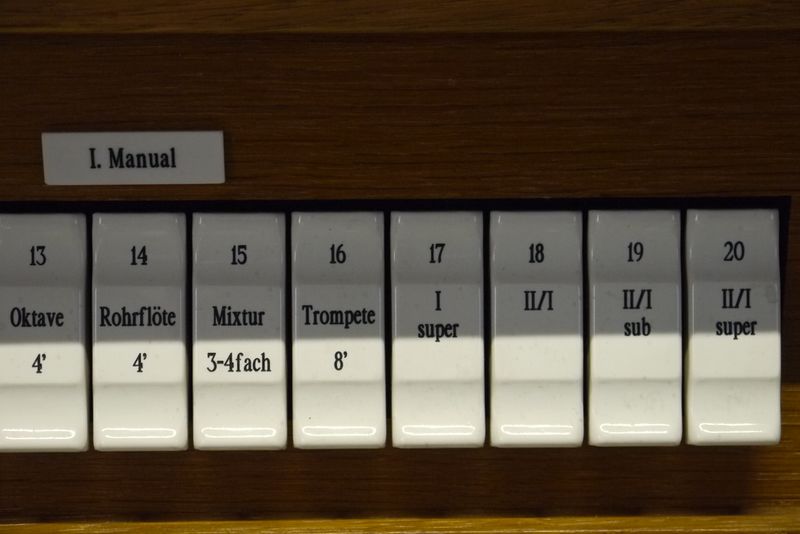 I. Manual
13
Oktave
4'
14
Rohrflöte
4'
15
Mixtur
3-4fach
16
Trompete
8'
17
I
super
18
II/I
19
II/I
sub
20
II/I
super